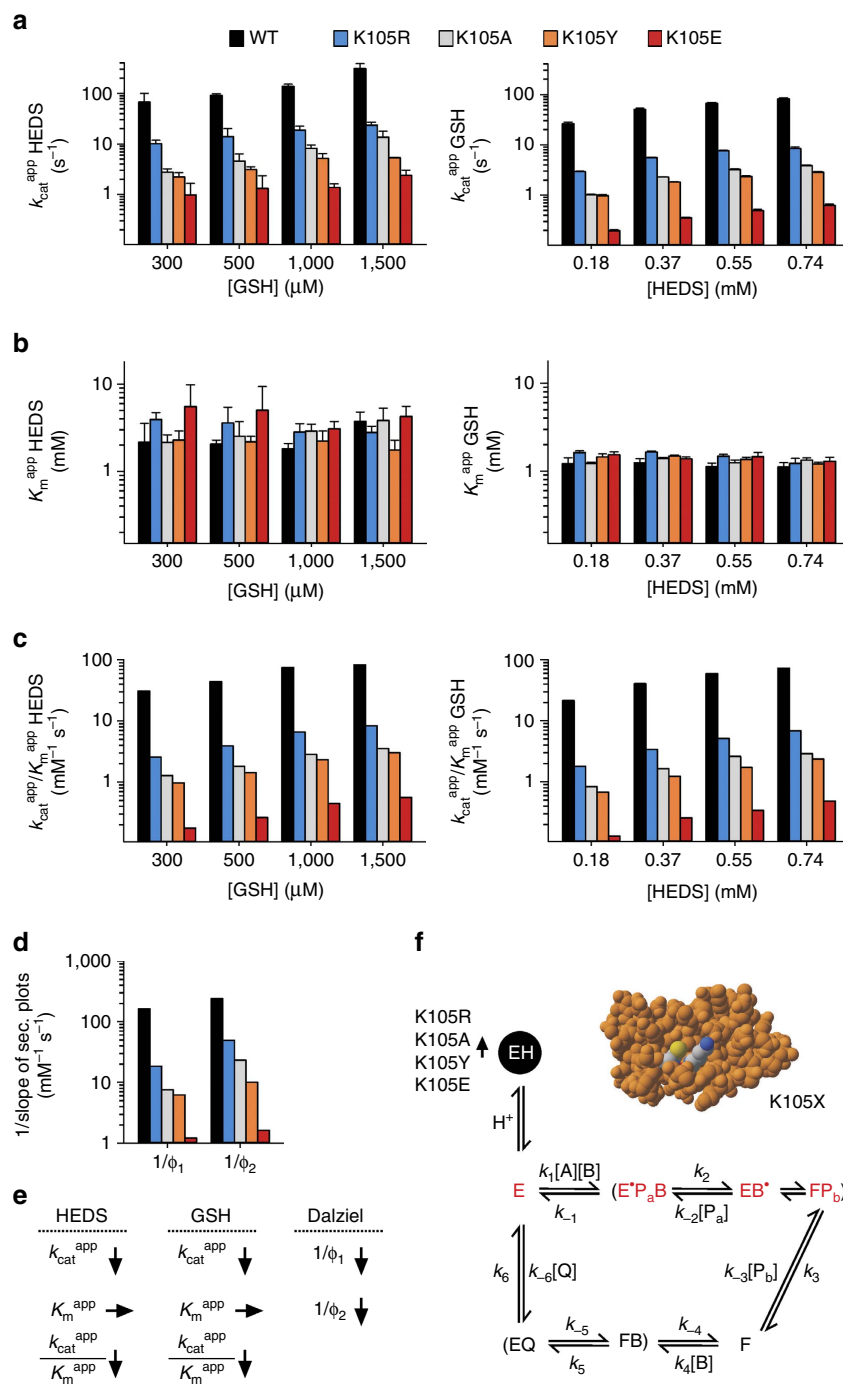 a
WT K105R K105A K105Y K105E
k_cat^app HEDS (s⁻¹)
100
10
1
300 500 1,000 1,500
[GSH] (μM)
k_cat^app GSH (s⁻¹)
100
10
1
0.18 0.37 0.55 0.74
[HEDS] (mM)
b
K_m^app HEDS (mM)
10
1
300 500 1,000 1,500
[GSH] (μM)
K_m^app GSH (mM)
10
1
0.18 0.37 0.55 0.74
[HEDS] (mM)
c
k_cat^app/K_m^app HEDS (mM⁻¹ s⁻¹)
100
10
1
300 500 1,000 1,500
[GSH] (μM)
k_cat^app/K_m^app GSH (mM⁻¹ s⁻¹)
100
10
1
0.18 0.37 0.55 0.74
[HEDS] (mM)
d
1/slope of sec. plots (mM⁻¹ s⁻¹)
1,000
100
10
1
1/ϕ₁ 1/ϕ₂
e
HEDS GSH Dalziel
k_cat^app ↓ k_cat^app ↓ 1/ϕ₁ ↓
K_m^app → K_m^app → 1/ϕ₂ ↓
k_cat^app/K_m^app ↓ k_cat^app/K_m^app ↓
f
K105R
K105A
K105Y
K105E
↑
EH
K105X
H⁺
E k₁[A][B] k₋₁ (E•PₐB k₂ k₋₂[Pₐ] EB• FP_b)
k₆ k₋₆[Q] k₋₃[P_b] k₃
(EQ k₋₅ k₅ FB) k₋₄ k₄[B] F